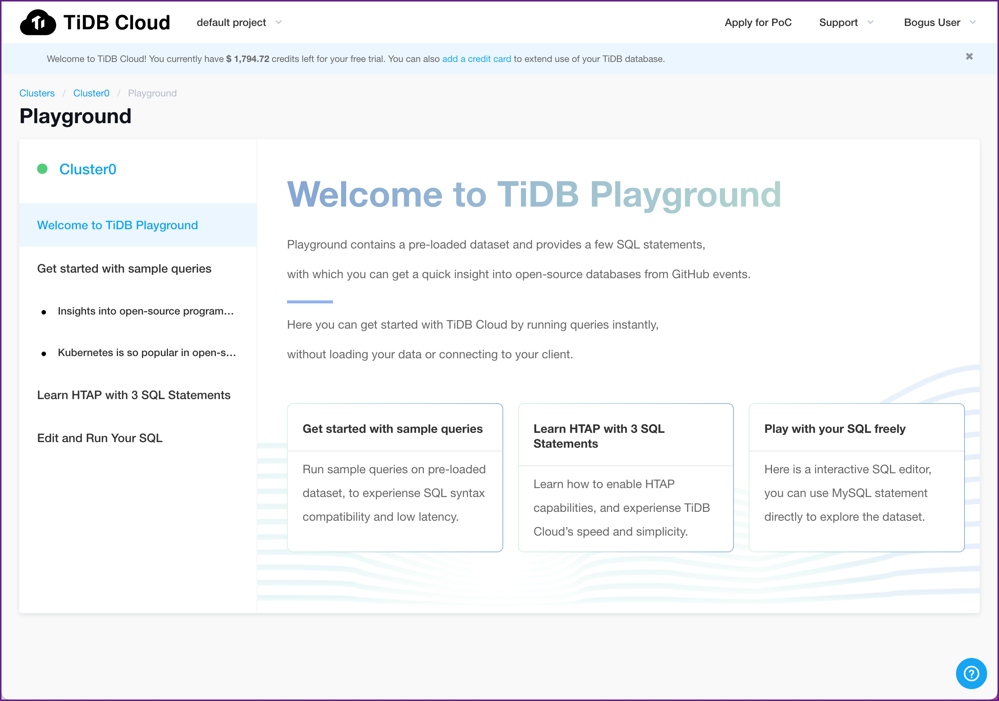 TiDB Cloud
default project
Apply for PoC
Support
Bogus User
Welcome to TiDB Cloud! You currently have $ 1,794.72 credits left for your free trial. You can also add a credit card to extend use of your TiDB database.
Clusters / Cluster0 / Playground
Playground
Cluster0
Welcome to TiDB Playground
Get started with sample queries
Insights into open-source program...
Kubernetes is so popular in open-s...
Learn HTAP with 3 SQL Statements
Edit and Run Your SQL
Welcome to TiDB Playground
Playground contains a pre-loaded dataset and provides a few SQL statements,
with which you can get a quick insight into open-source databases from GitHub events.
Here you can get started with TiDB Cloud by running queries instantly,
without loading your data or connecting to your client.
Get started with sample queries
Run sample queries on pre-loaded
dataset, to experiense SQL syntax
compatibility and low latency.
Learn HTAP with 3 SQL
Statements
Learn how to enable HTAP
capabilities, and experiense TiDB
Cloud’s speed and simplicity.
Play with your SQL freely
Here is a interactive SQL editor,
you can use MySQL statement
directly to explore the dataset.
?